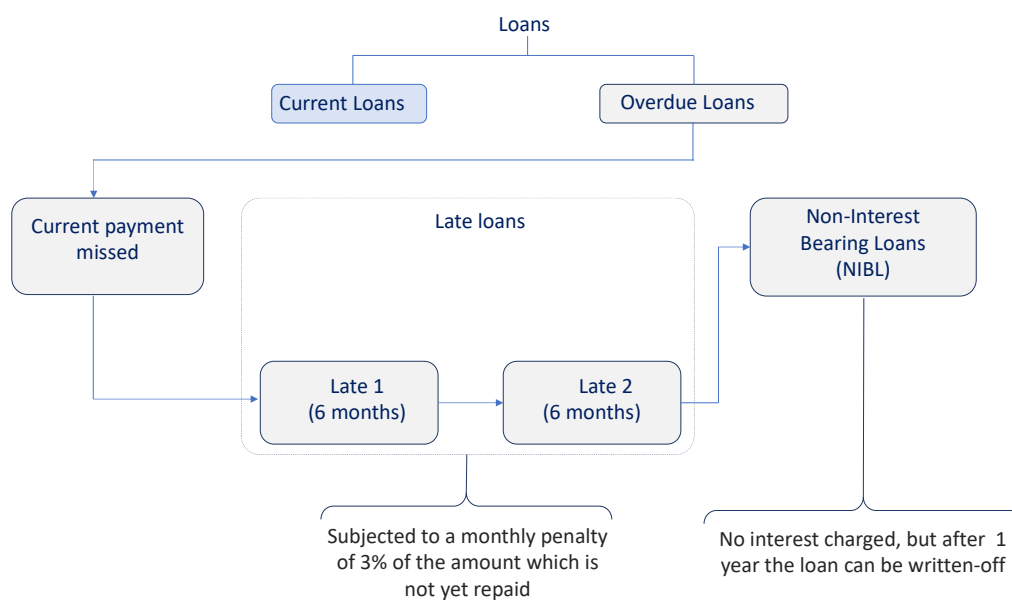 Loans
Current Loans
Overdue Loans
Current payment
missed
Late loans
Non-Interest
Bearing Loans
(NIBL)
Late 1
(6 months)
Late 2
(6 months)
Subjected to a monthly penalty
of 3% of the amount which is
not yet repaid
No interest charged, but after 1
year the loan can be written-off